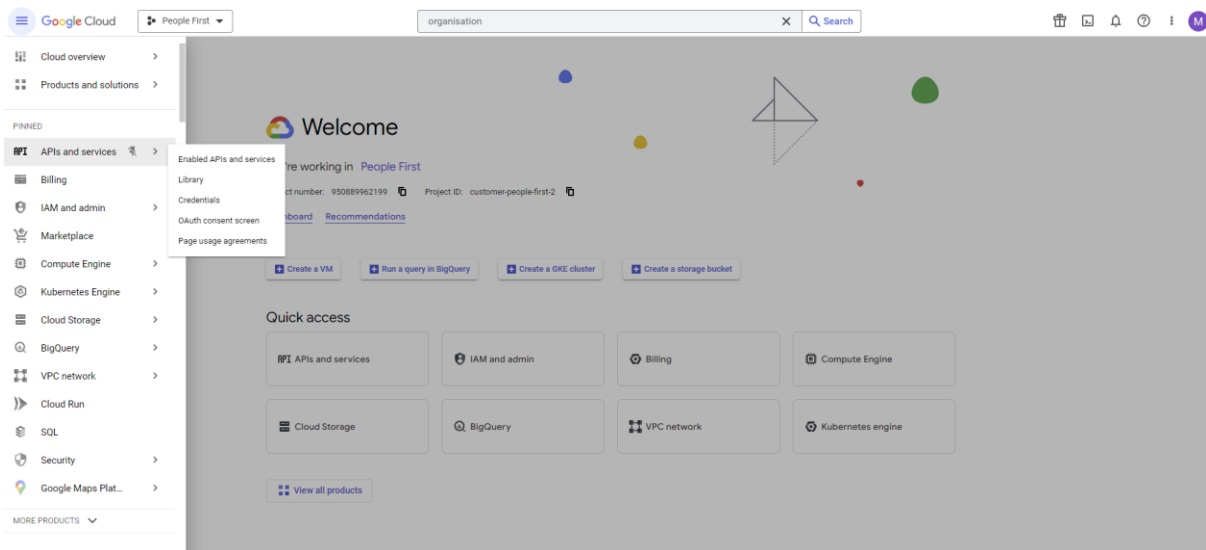 Google Cloud
People First
organisation
Search
M
Cloud overview
Products and solutions
PINNED
API APIs and services
Billing
IAM and admin
Marketplace
Compute Engine
Kubernetes Engine
Cloud Storage
BigQuery
VPC network
Cloud Run
SQL
Security
Google Maps Plat...
MORE PRODUCTS
Enabled APIs and services
Library
Credentials
OAuth consent screen
Page usage agreements
Welcome
're working in People First
ct number: 950889962199 Project ID: customer-people-first-2
board Recommendations
Create a VM
Run a query in BigQuery
Create a GKE cluster
Create a storage bucket
Quick access
API APIs and services
IAM and admin
Billing
Compute Engine
Cloud Storage
BigQuery
VPC network
Kubernetes engine
View all products